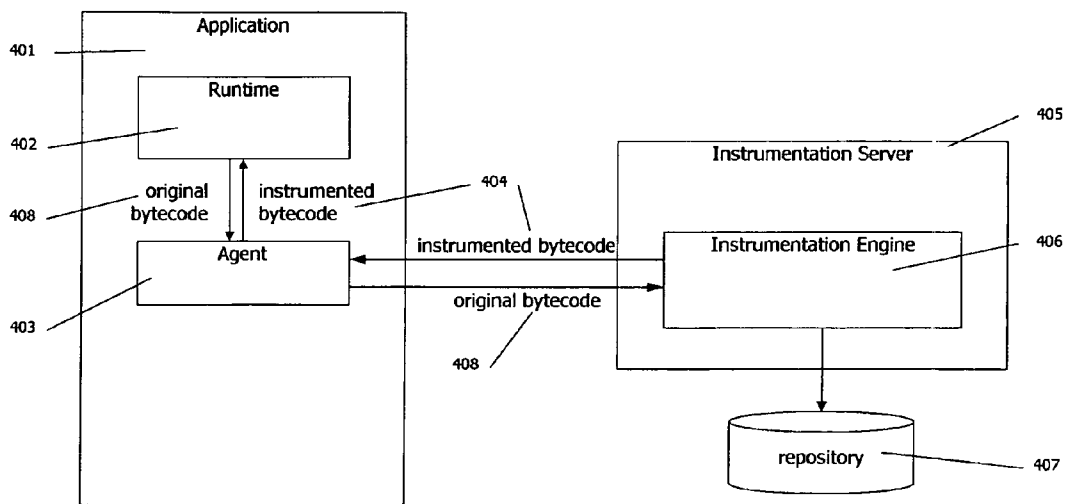 Application
401
Runtime
402
405
Instrumentation Server
original
bytecode
instrumented
bytecode
404
408
instrumented bytecode
Instrumentation Engine
406
Agent
original bytecode
403
408
repository
407